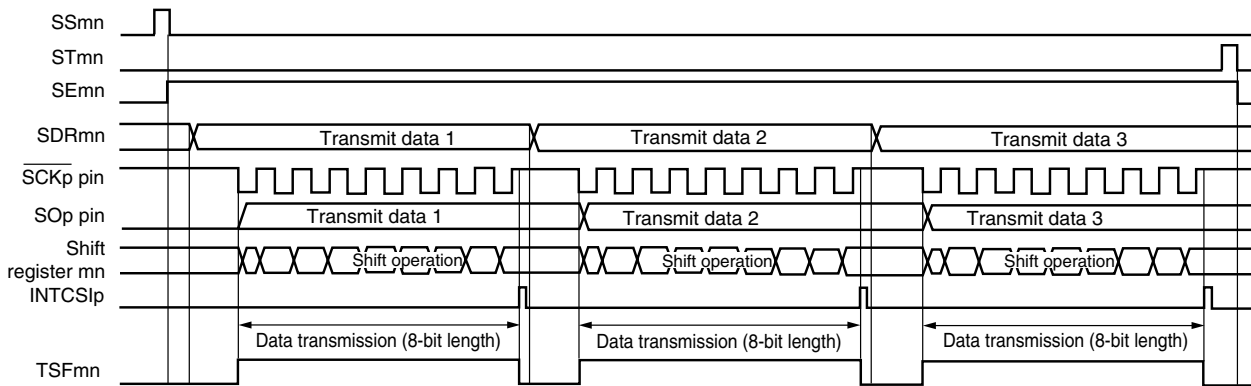 SSmn
STmn
SEmn
SDRmn Transmit data 1 Transmit data 2 Transmit data 3
SCKp pin
SOp pin Transmit data 1 Transmit data 2 Transmit data 3
Shift
register mn Shift operation Shift operation Shift operation
INTCSIp
Data transmission (8-bit length) Data transmission (8-bit length) Data transmission (8-bit length)
TSFmn